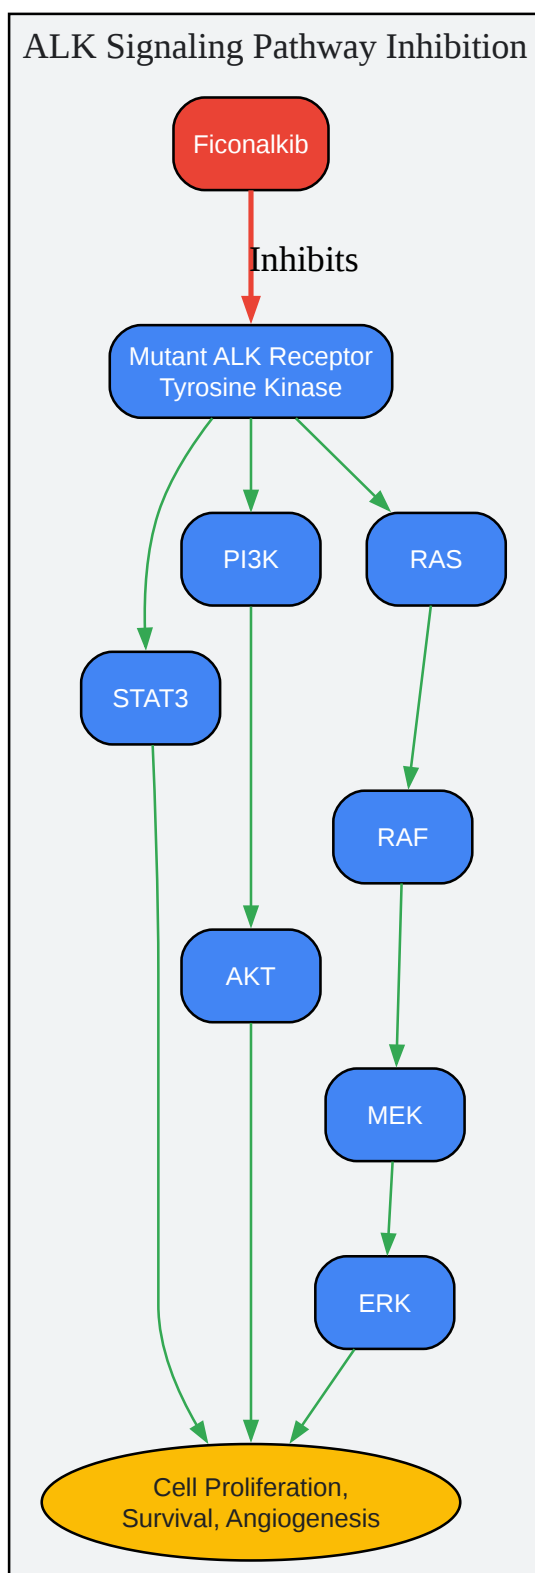 ALK Signaling Pathway Inhibition
Ficonalkib
Inhibits
Mutant ALK Receptor
Tyrosine Kinase
PI3K
RAS
STAT3
RAF
AKT
MEK
ERK
Cell Proliferation,
Survival, Angiogenesis